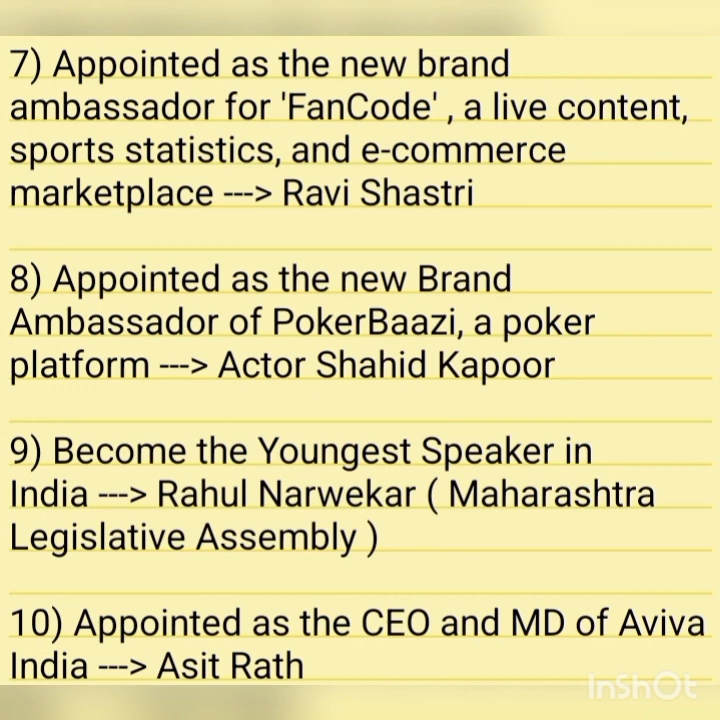 7) Appointed as the new brand
ambassador for 'FanCode' , a live content,
sports statistics, and e-commerce
marketplace ---> Ravi Shastri
8) Appointed as the new Brand
Ambassador of PokerBaazi, a poker
platform ---> Actor Shahid Kapoor
9) Become the Youngest Speaker in
India ---> Rahul Narwekar ( Maharashtra
Legislative Assembly )
10) Appointed as the CEO and MD of Aviva
India ---> Asit Rath
InShOt